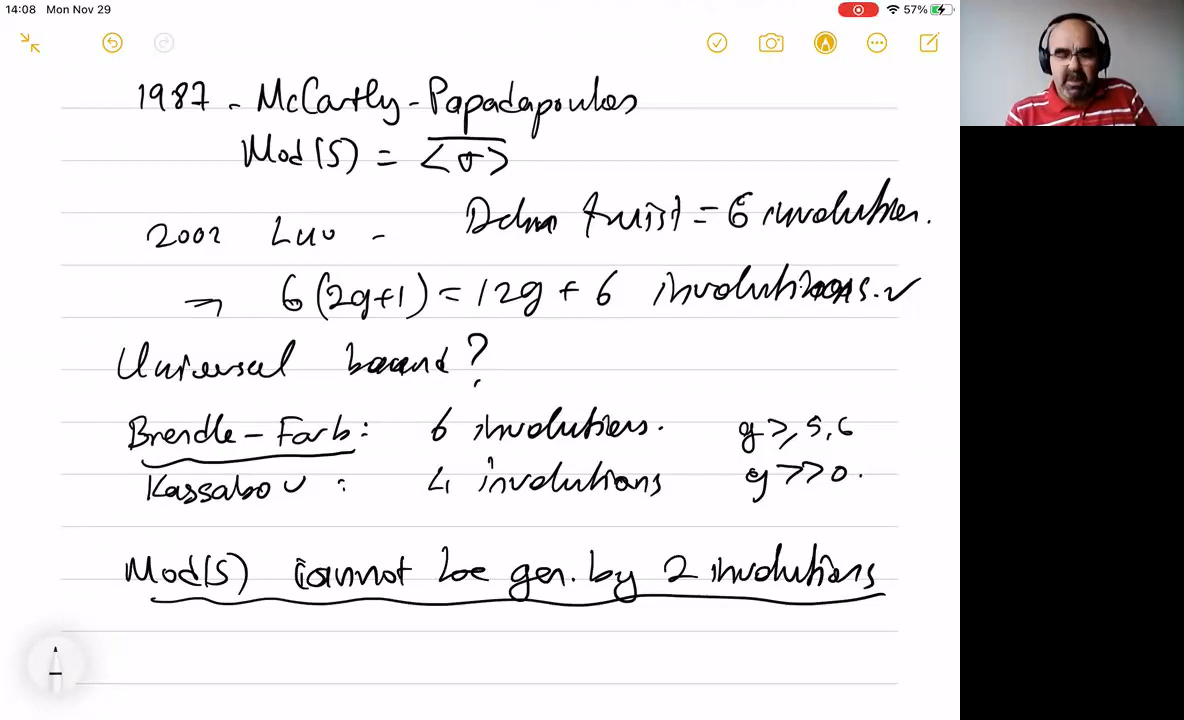 14:08 Mon Nov 29
57%
1987 - McCarthy - Papadapoulos
Mod(S) = <σ>
2002 Luo - Dehn twist = 6 involution.
⇒ 6(2g+1) = 12g + 6 involutions. ✓
Universal bound?
Brendle - Farb: 6 involutions. g ≥, 5, 6
Kassabov: 4 involutions g >> 0.
Mod(S) cannot be gen. by 2 involutions